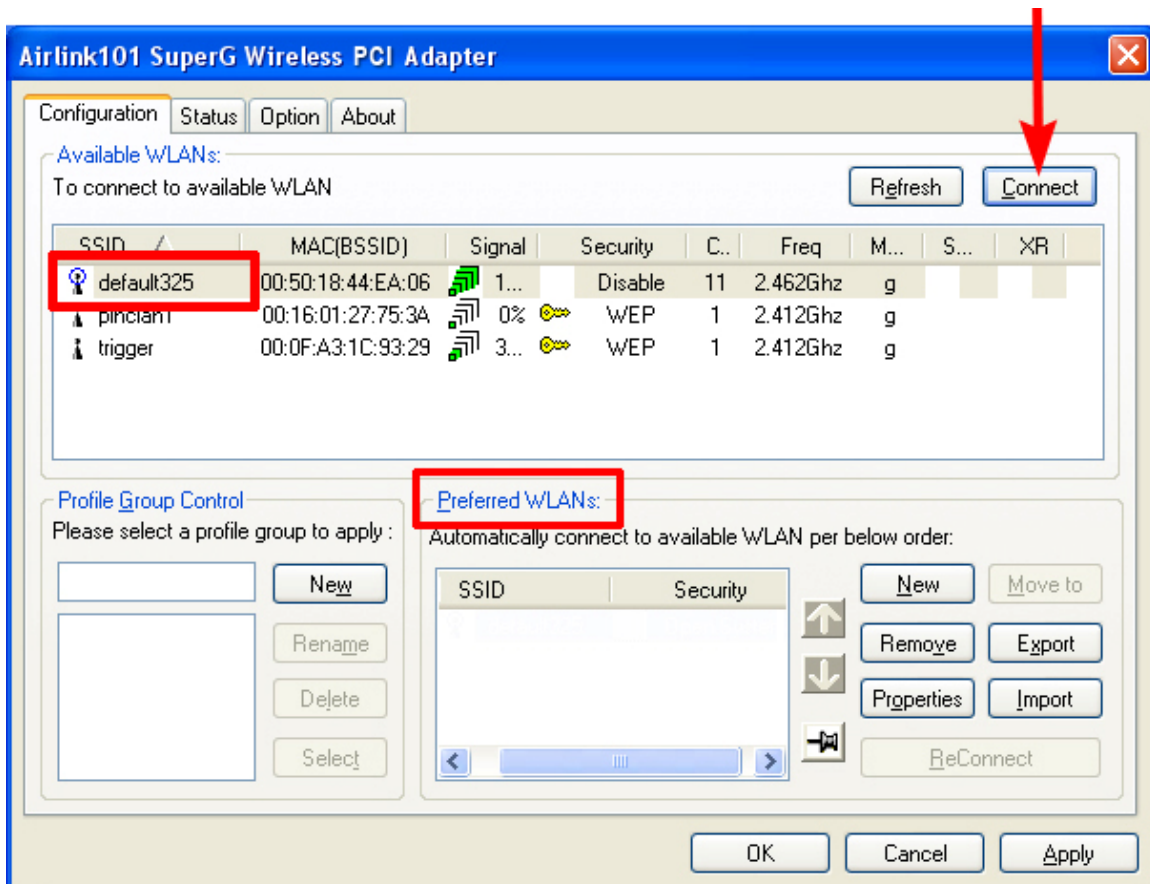 Airlink101 SuperG Wireless PCI Adapter
Configuration Status Option About
Available WLANs:
To connect to available WLAN
Refresh Connect
SSID MAC(BSSID) Signal Security C.. Freq M... S... XR
default325 00:50:18:44:EA:06 1... Disable 11 2.462Ghz g
00:16:01:27:75:3A 0% WEP 1 2.412Ghz g
trigger 00:0F:A3:1C:93:29 3... WEP 1 2.412Ghz g
Profile Group Control
Please select a profile group to apply :
New
Rename
Delete
Select
Preferred WLANs:
Automatically connect to available WLAN per below order:
SSID Security
New Move to
Remove Export
Properties Import
ReConnect
OK Cancel Apply